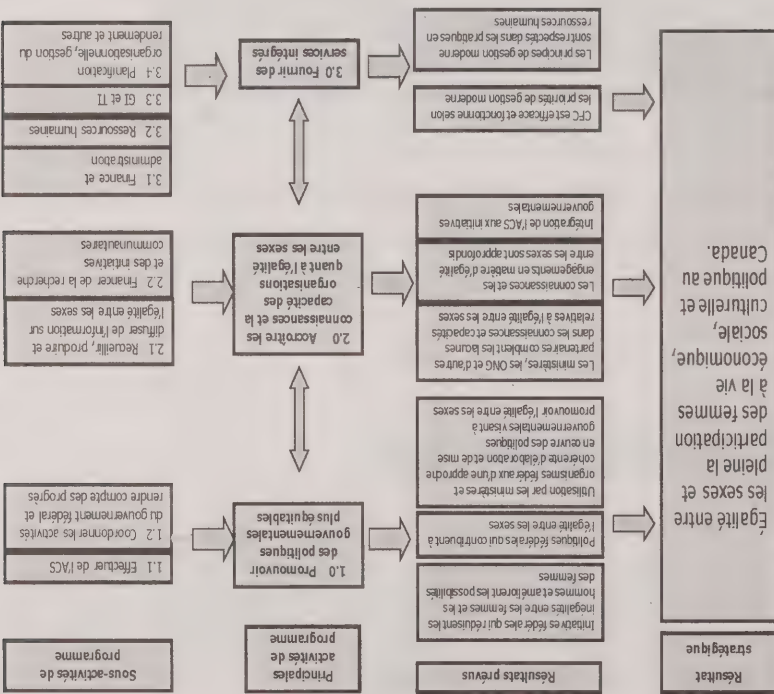 Résultat
stratégique
Égalité entre
les sexes et
pleine la
participation
des femmes
à la vie
économique,
sociale,
culturelle et
politique au
Canada.
Résultats prévus
Initiatives fédérales qui réduisent les
inégalités entre les femmes et les
hommes et améliorent les possibilités
des femmes
Politiques fédérales qui contribuent à
l'égalité entre les sexes
Utilisation par les ministères et
organismes fédéraux d'une approche
cohérente d'élaboration et de mise
en œuvre des politiques
gouvernementales visant à
promouvoir l'égalité entre les sexes
Les ministères, les ONG et d'autres
partenaires comblent les lacunes
dans les connaissances et capacités
relatives à l'égalité entre les sexes
Les connaissances et les
engagements en matière d'égalité
entre les sexes sont approfondis
Intégration de l'ACS aux initiatives
gouvernementales
CFC est efficace et fonctionne selon
les priorités de gestion moderne
Les principes de gestion moderne
sont respectés dans les pratiques en
ressources humaines
Principales
activités de
programme
1.0 Promouvoir
des politiques
gouvernementales
plus équitables
2.0 Accroître les
connaissances et la
capacité des
organisations
quant à l'égalité
entre les sexes
3.0 Fournir des
services intégrés
Sous-activités de
programme
1.1 Effectuer de l'ACS
1.2 Coordonner les activités
du gouvernement fédéral et
rendre compte des progrès
2.1 Recueillir, produire et
diffuser de l'information sur
l'égalité entre les sexes
2.2 Financer de la recherche
et des initiatives
communautaires
3.1 Finance et
administration
3.2 Ressources humaines
3.3 GI et TI
3.4 Planification
organisationnelle, gestion du
rendement et autres